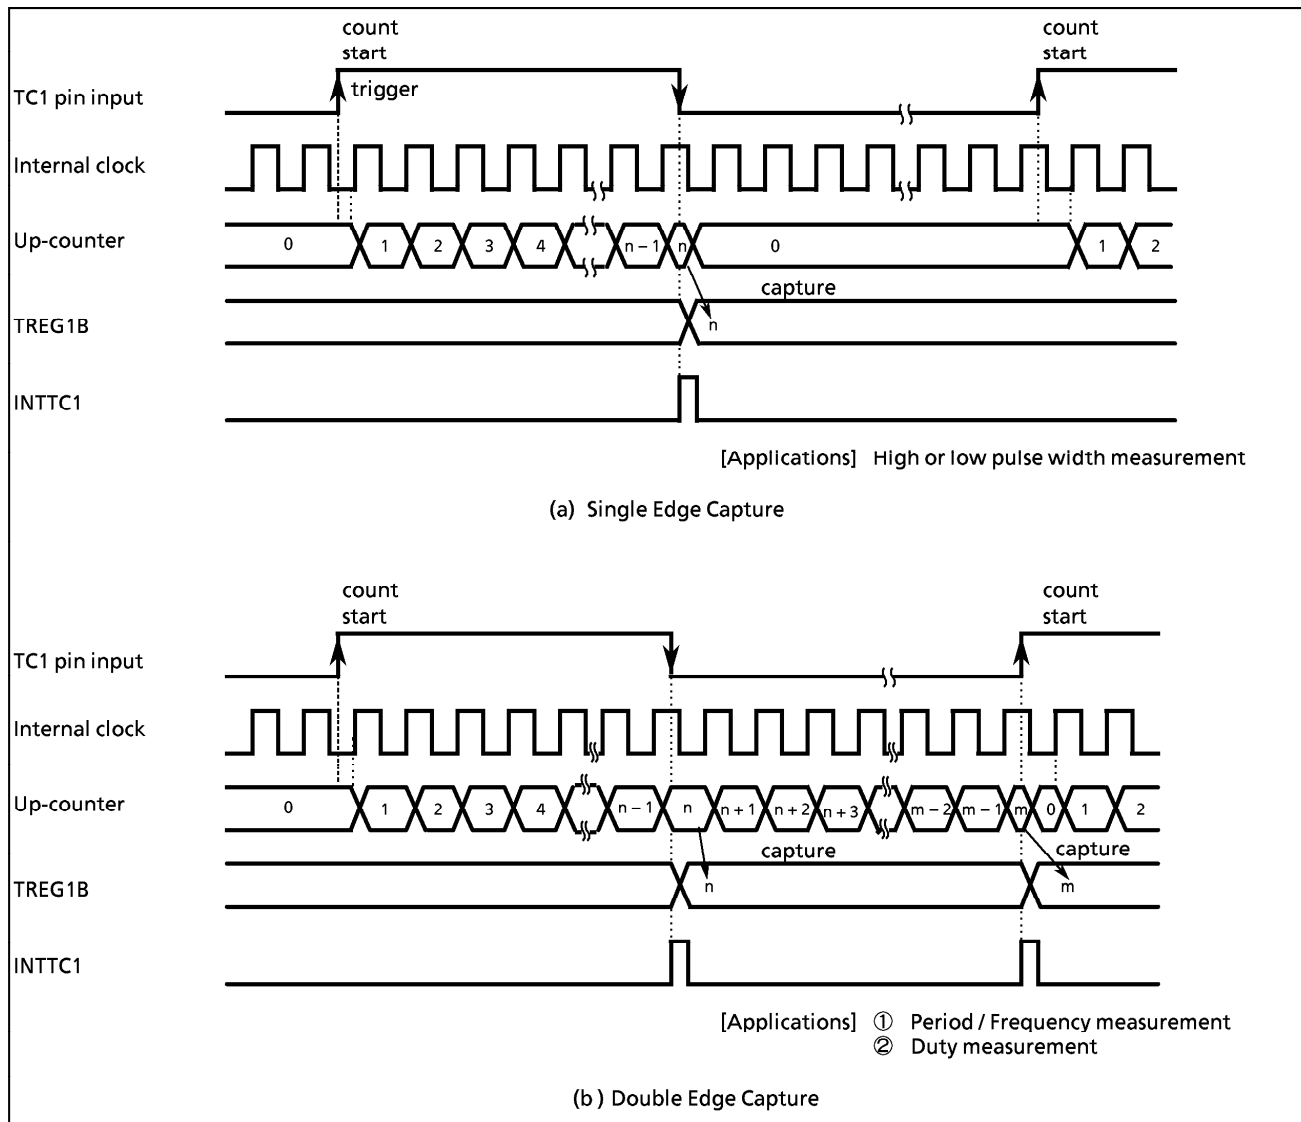 count count
start start
TC1 pin input trigger
Internal clock
Up-counter 0 1 2 3 4 n – 1 n 0 1 2
capture
TREG1B n
INTTC1
[Applications] High or low pulse width measurement
(a) Single Edge Capture
count count
start start
TC1 pin input
Internal clock
Up-counter 0 1 2 3 4 n – 1 n n + 1 n + 2 n + 3 m – 2 m – 1 m 0 1 2
capture capture
TREG1B n m
INTTC1
[Applications] ① Period / Frequency measurement
② Duty measurement
(b ) Double Edge Capture